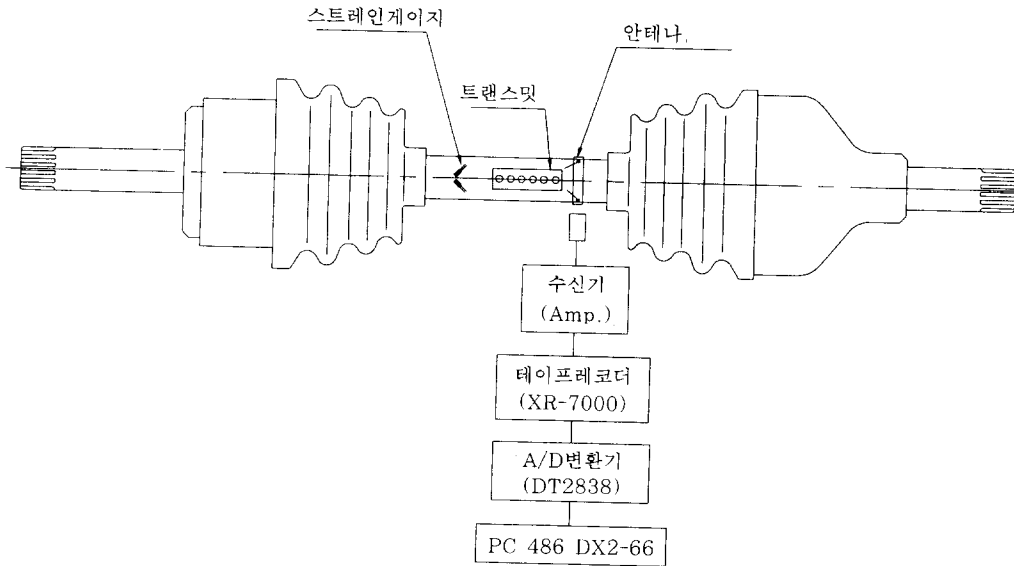 스트레인게이지
안테나
트랜스밋
수신기
(Amp.)
테이프레코더
(XR-7000)
A/D변환기
(DT2838)
PC 486 DX2-66